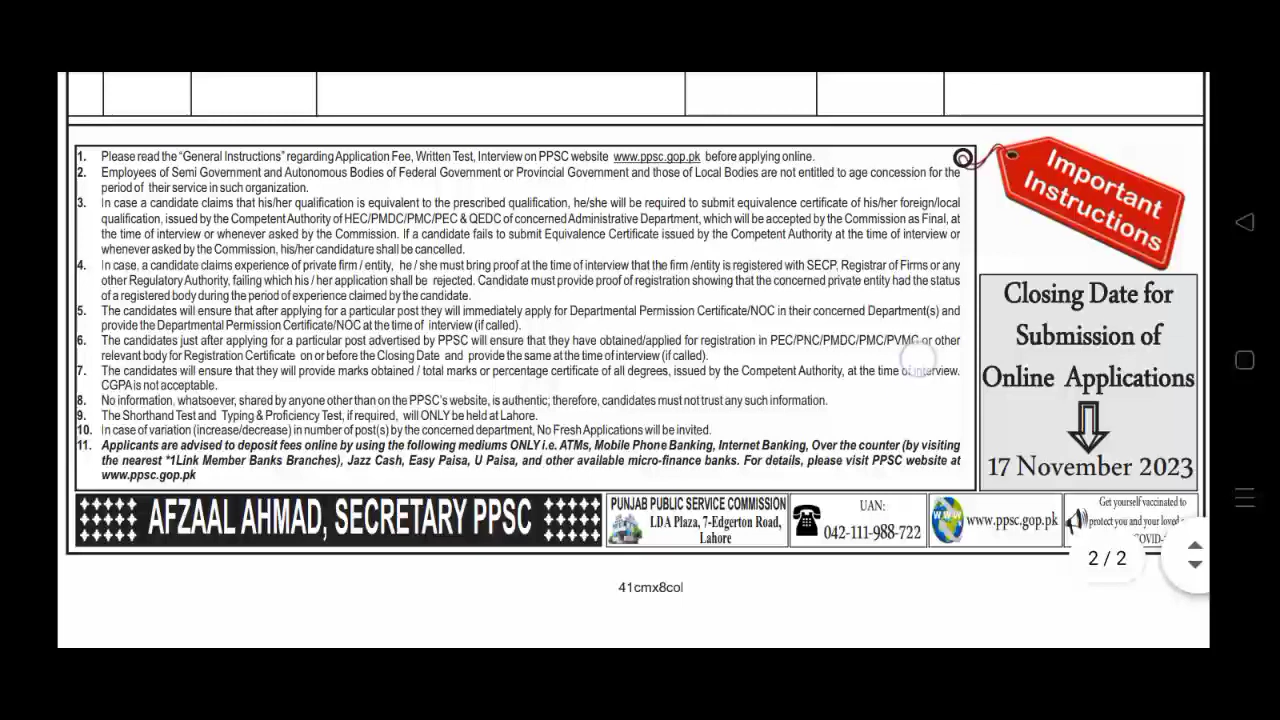 1. Please read the “General Instructions” regarding Application Fee, Written Test, Interview on PPSC website www.ppsc.gop.pk before applying online.
2. Employees of Semi Government and Autonomous Bodies of Federal Government or Provincial Government and those of Local Bodies are not entitled to age concession for the
period of their service in such organization.
3. In case a candidate claims that his/her qualification is equivalent to the prescribed qualification, he/she will be required to submit equivalence certificate of his/her foreign/local
qualification, issued by the Competent Authority of HEC/PMDC/PMC/PEC & QEDC of concerned Administrative Department, which will be accepted by the Commission as Final, at
the time of interview or whenever asked by the Commission. If a candidate fails to submit Equivalence Certificate issued by the Competent Authority at the time of interview or
whenever asked by the Commission, his/her candidature shall be cancelled.
4. In case, a candidate claims experience of private firm / entity, he / she must bring proof at the time of interview that the firm /entity is registered with SECP, Registrar of Firms or any
other Regulatory Authority, failing which his / her application shall be rejected. Candidate must provide proof of registration showing that the concerned private entity had the status
of a registered body during the period of experience claimed by the candidate.
5. The candidates will ensure that after applying for a particular post they will immediately apply for Departmental Permission Certificate/NOC in their concerned Department(s) and
provide the Departmental Permission Certificate/NOC at the time of interview (if called).
6. The candidates just after applying for a particular post advertised by PPSC will ensure that they have obtained/applied for registration in PEC/PNC/PMDC/PMC/PVMC or other
relevant body for Registration Certificate on or before the Closing Date and provide the same at the time of interview (if called).
7. The candidates will ensure that they will provide marks obtained / total marks or percentage certificate of all degrees, issued by the Competent Authority, at the time of interview.
CGPA is not acceptable.
8. No information, whatsoever, shared by anyone other than on the PPSC's website, is authentic; therefore, candidates must not trust any such information.
9. The Shorthand Test and Typing & Proficiency Test, if required, will ONLY be held at Lahore.
10. In case of variation (increase/decrease) in number of post(s) by the concerned department, No Fresh Applications will be invited.
11. Applicants are advised to deposit fees online by using the following mediums ONLY i.e. ATMs, Mobile Phone Banking, Internet Banking, Over the counter (by visiting
the nearest *1Link Member Banks Branches), Jazz Cash, Easy Paisa, U Paisa, and other available micro-finance banks. For details, please visit PPSC website at
www.ppsc.gop.pk
Important
Instructions
Closing Date for
Submission of
Online Applications
17 November 2023
AFZAAL AHMAD, SECRETARY PPSC
PUNJAB PUBLIC SERVICE COMMISSION
LDA Plaza, 7-Edgerton Road,
Lahore
UAN:
042-111-988-722
WWW
www.ppsc.gop.pk
Get yourself vaccinated to
protect you and your loved
COVID-
2 / 2
41cmx8col